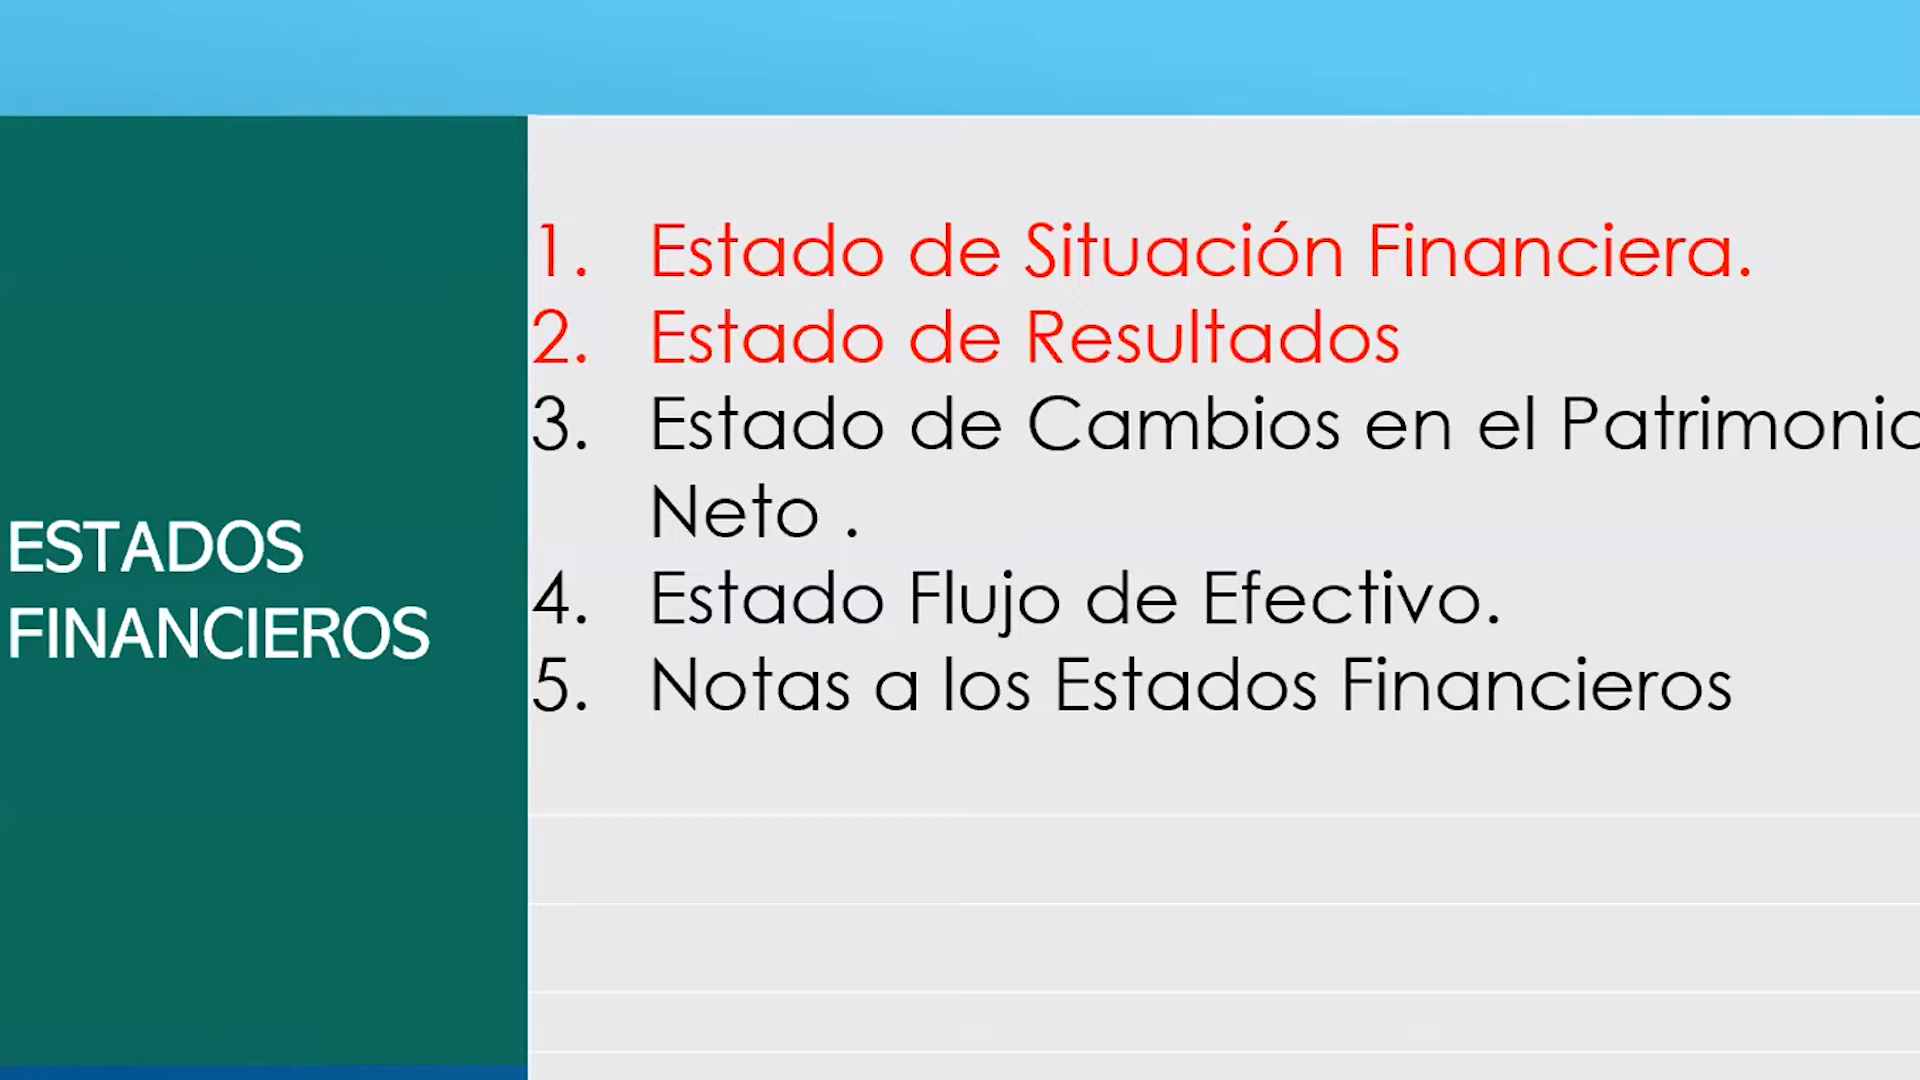 ESTADOS
FINANCIEROS
1. Estado de Situación Financiera.
2. Estado de Resultados
3. Estado de Cambios en el Patrimonio
Neto .
4. Estado Flujo de Efectivo.
5. Notas a los Estados Financieros